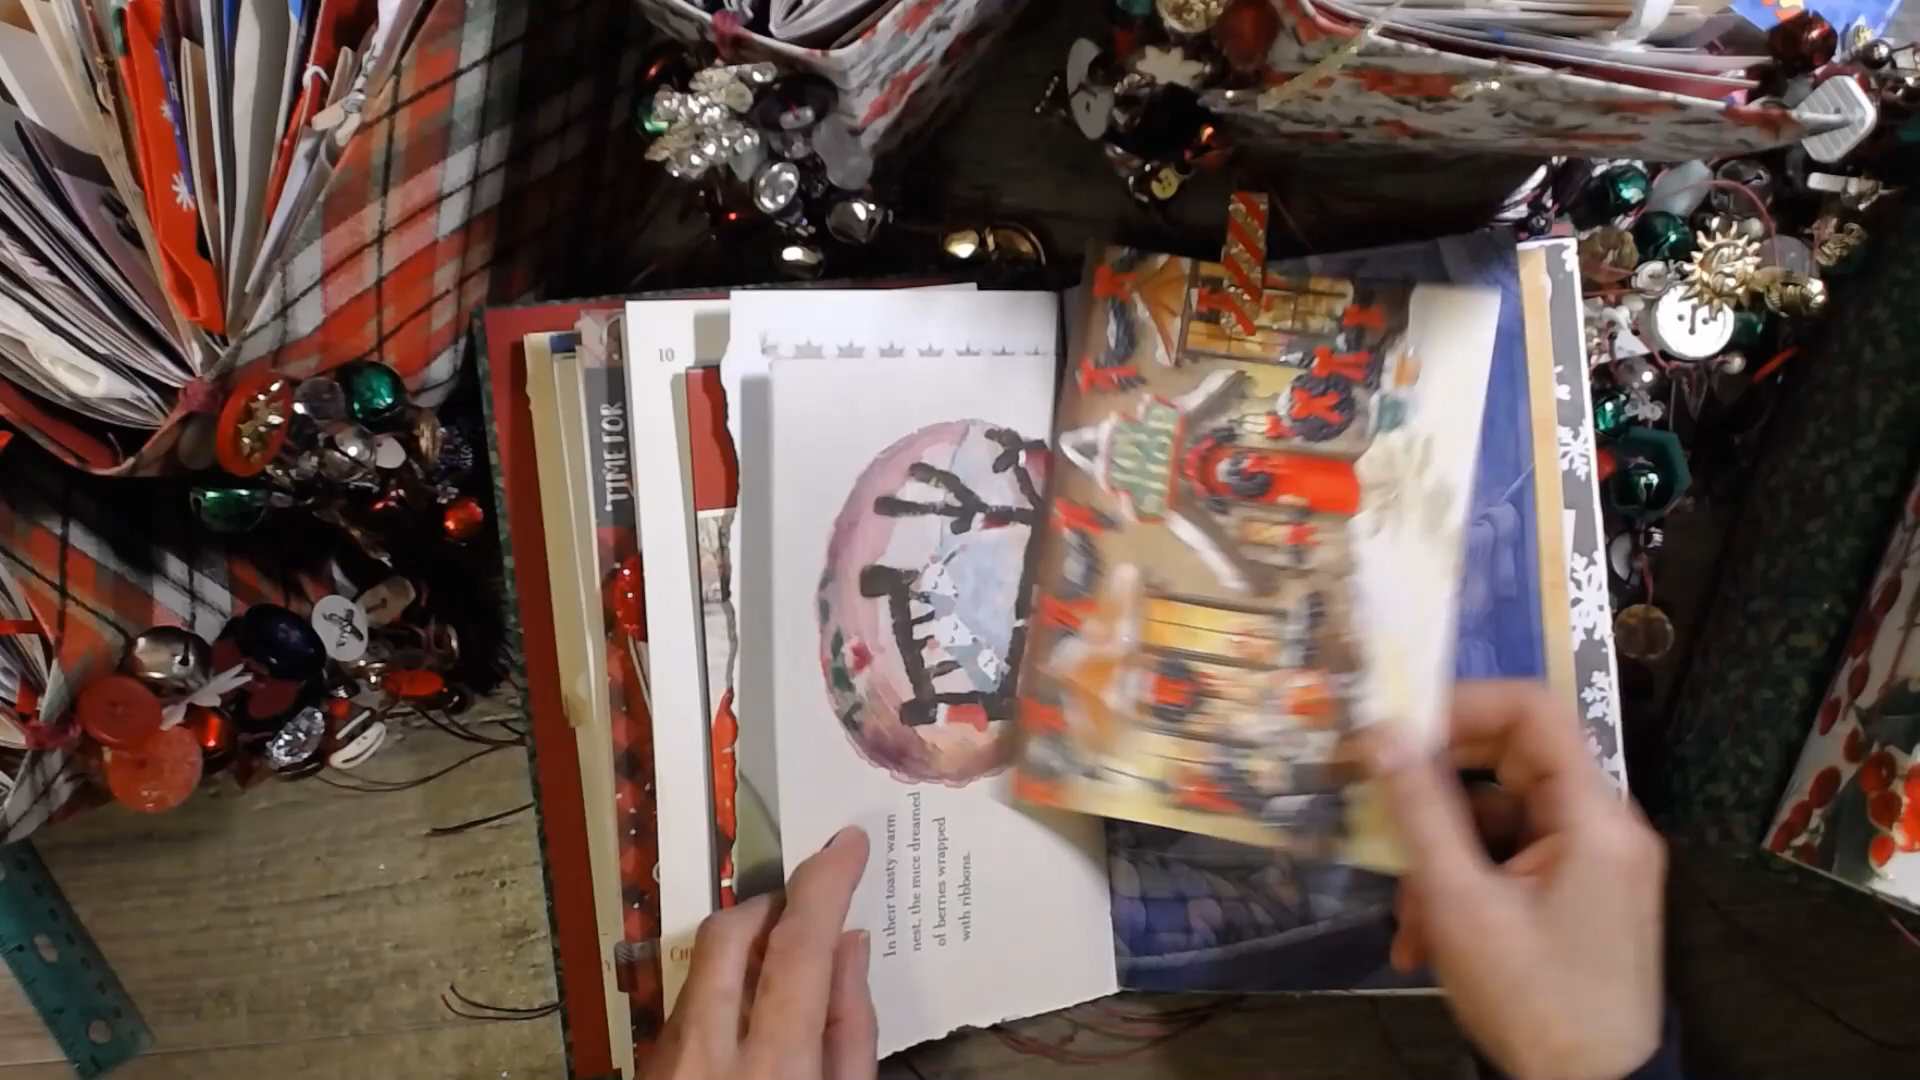 TIME FOR
10
In their toasty warm
nest, the mice dreamed
of berries wrapped
with ribbons.